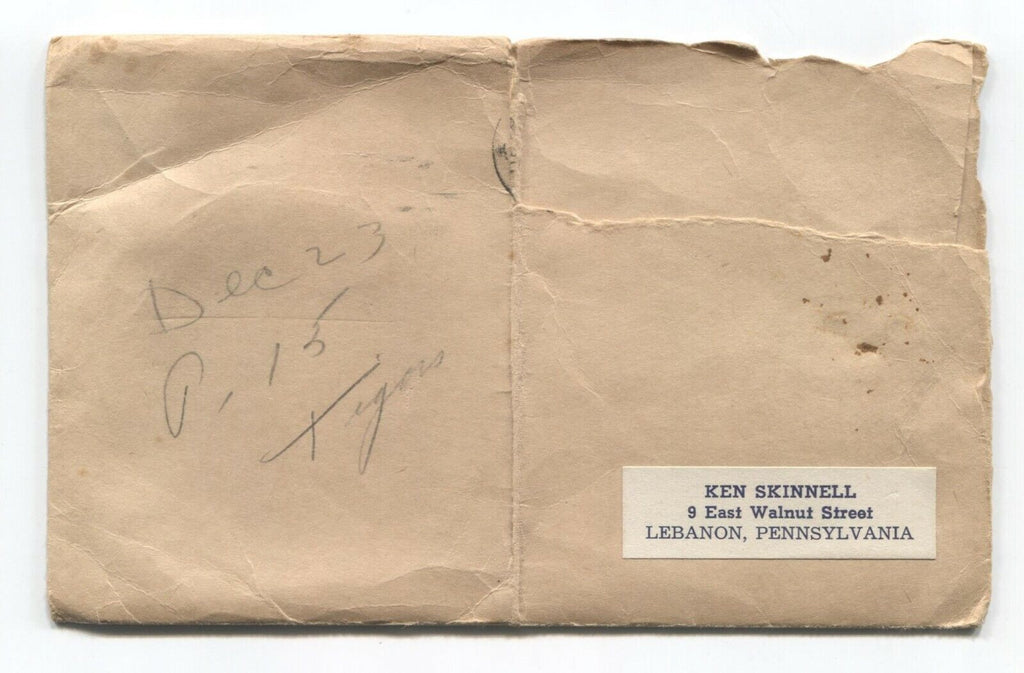 Dec 23
P, 15
Tigers
KEN SKINNELL
9 East Walnut Street
LEBANON, PENNSYLVANIA